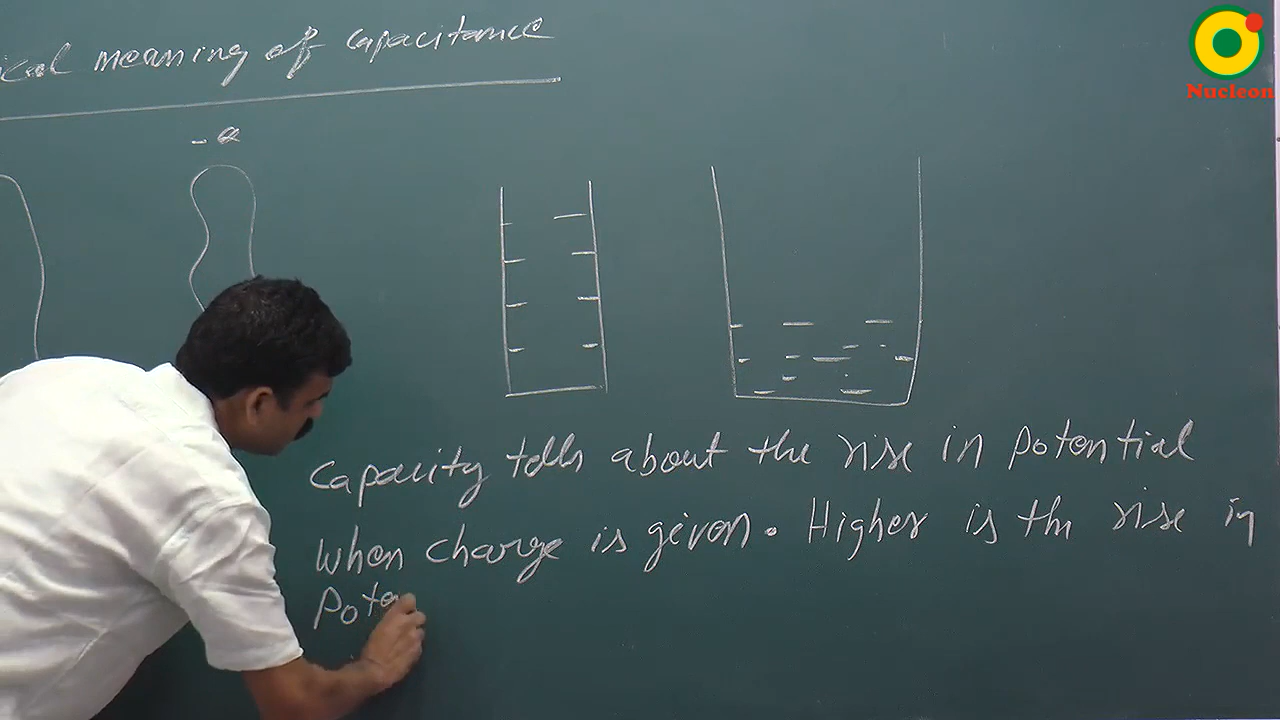 ical meaning of capacitance
Nucleon
- Q
Capacity tells about the rise in potential
when charge is given. Higher is the rise in
Pote